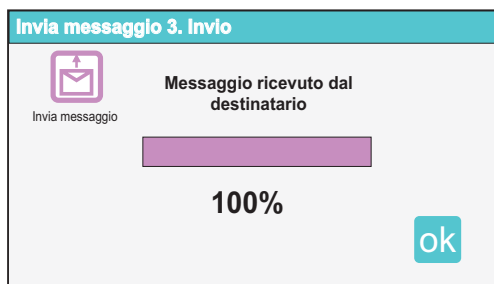 Invia messaggio 3. Invio
Messaggio ricevuto dal
destinatario
Invia messaggio
100%
ok